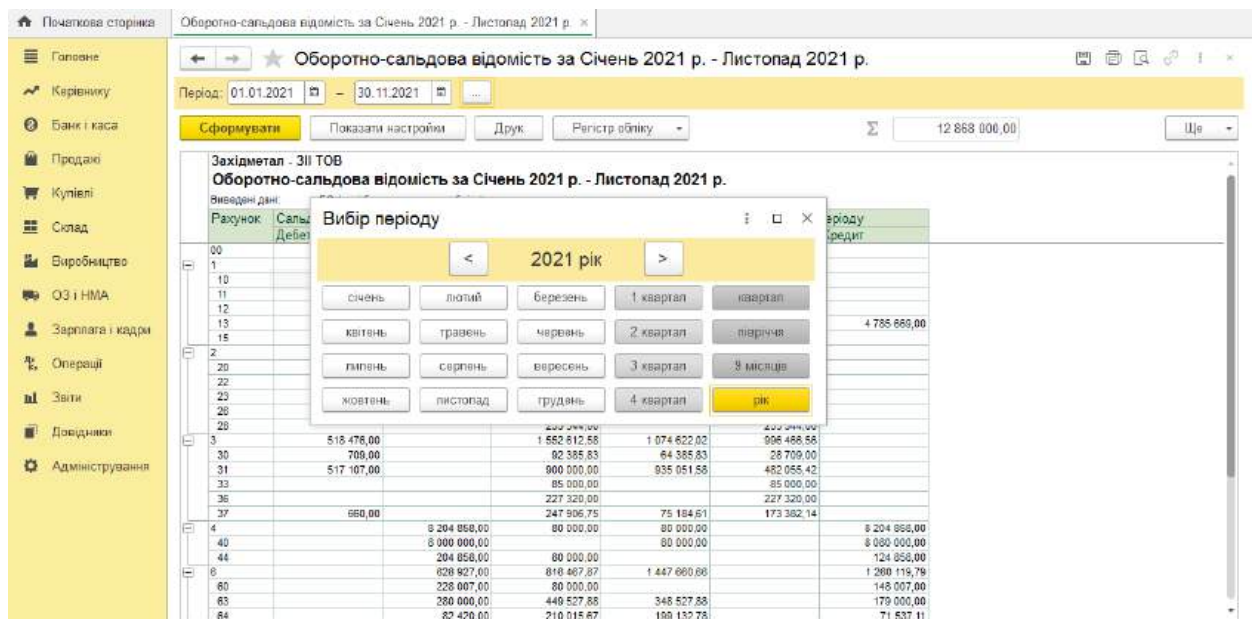 Початкова сторінка
Оборотно-сальдова відомість за Січень 2021 р. - Листопад 2021 р. ×
Головне
Керівнику
Банк і каса
Продажі
Купівлі
Склад
Виробництво
ОЗ і НМА
Зарплата і кадри
Операції
Звіти
Довідники
Адміністрування
Оборотно-сальдова відомість за Січень 2021 р. - Листопад 2021 р.
Період: 01.01.2021 – 30.11.2021 ...
Сформувати Показати настройки Друк Регістр обліку Σ 12 868 000,00 Ще
Західметал - ЗІІ ТОВ
Оборотно-сальдова відомість за Січень 2021 р. - Листопад 2021 р.
Виведені дані:
Рахунок
Дебет
Кредит
Вибір періоду
< 2021 рік >
січень лютий березень 1 квартал квартал
квітень травень червень 2 квартал півріччя
липень серпень вересень 3 квартал 9 місяців
жовтень листопад грудень 4 квартал рік
00
1
10
11
12
13 4 785 669,00
15
2
20
22
23
26
28
3 518 476,00 1 552 612,58 1 074 622,02 996 466,56
30 709,00 92 385,83 64 385,83 28 709,00
31 517 107,00 900 000,00 935 051,58 482 055,42
33 85 000,00 85 000,00
36 227 320,00 227 320,00
37 660,00 247 906,75 75 184,61 173 382,14
4 8 204 858,00 80 000,00 80 000,00 8 204 858,00
40 8 000 000,00 80 000,00 8 080 000,00
44 204 858,00 80 000,00 124 858,00
6 628 927,00 816 467,87 1 447 660,66 1 260 119,79
60 228 007,00 80 000,00 148 007,00
63 280 000,00 449 527,88 348 527,88 179 000,00
64 82 420,00 210 015,67 199 132,78 71 537,11